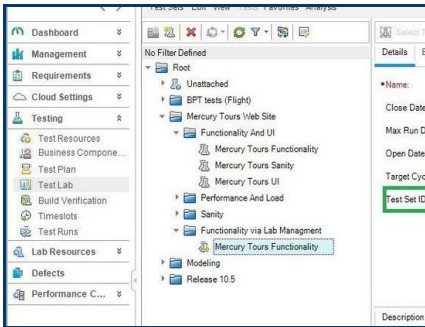 Test Sets Edit View Tests Favorites Analysis
Dashboard
Management
Requirements
Cloud Settings
Testing
Test Resources
Business Compone...
Test Plan
Test Lab
Build Verification
Timeslots
Test Runs
Lab Resources
Defects
Performance C...
No Filter Defined
Root
Unattached
BPT tests (Flight)
Mercury Tours Web Site
Functionality And UI
Mercury Tours Functionality
Mercury Tours Sanity
Mercury Tours UI
Performance And Load
Sanity
Functionality via Lab Managment
Mercury Tours Functionality
Modeling
Release 10.5
Select
Details
*Name:
Close Date
Max Run D
Open Date
Target Cyc
Test Set ID
Description